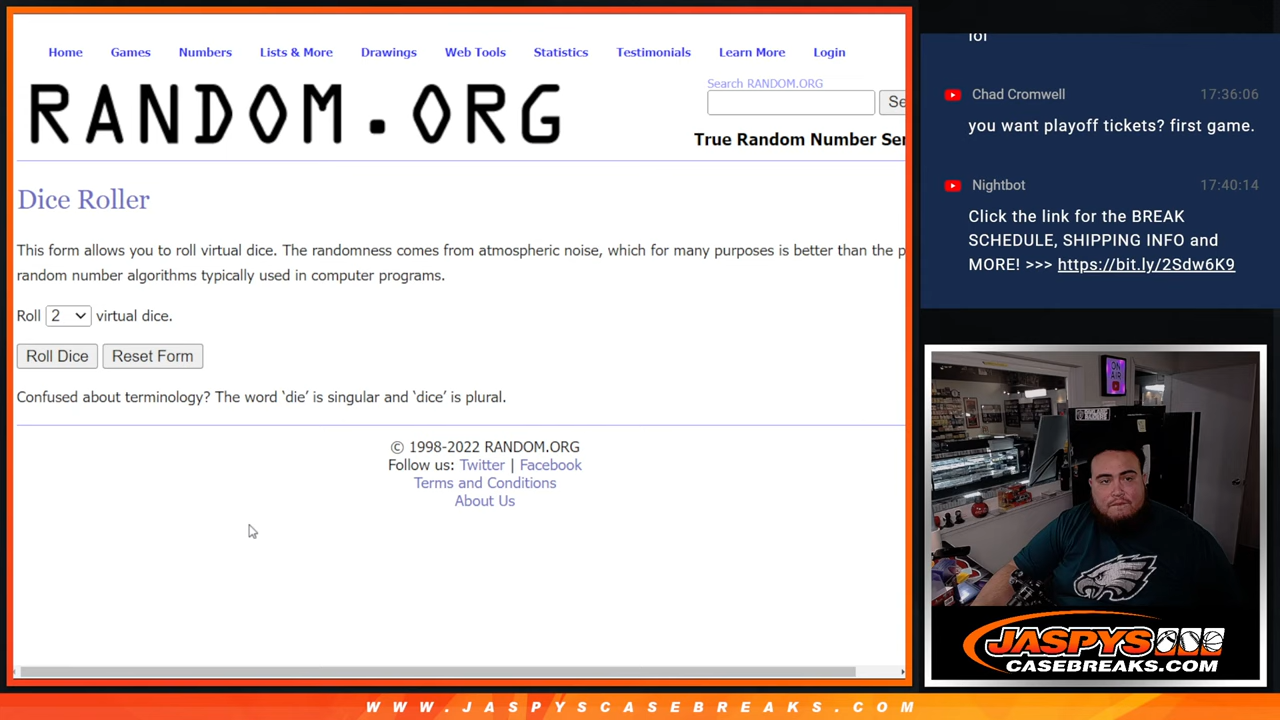 Home Games Numbers Lists & More Drawings Web Tools Statistics Testimonials Learn More Login
Search RANDOM.ORG
RANDOM.ORG
Se
True Random Number Ser
Dice Roller
This form allows you to roll virtual dice. The randomness comes from atmospheric noise, which for many purposes is better than the p
random number algorithms typically used in computer programs.
Roll 2 virtual dice.
Roll Dice Reset Form
Confused about terminology? The word ‘die’ is singular and ‘dice’ is plural.
© 1998-2022 RANDOM.ORG
Follow us: Twitter | Facebook
Terms and Conditions
About Us
lol
Chad Cromwell 17:36:06
you want playoff tickets? first game.
Nightbot 17:40:14
Click the link for the BREAK
SCHEDULE, SHIPPING INFO and
MORE! >>> https://bit.ly/2Sdw6K9
ON
AIR
JASPYS
CASEBREAKS.COM
WWW.JASPYSCASEBREAKS.COM